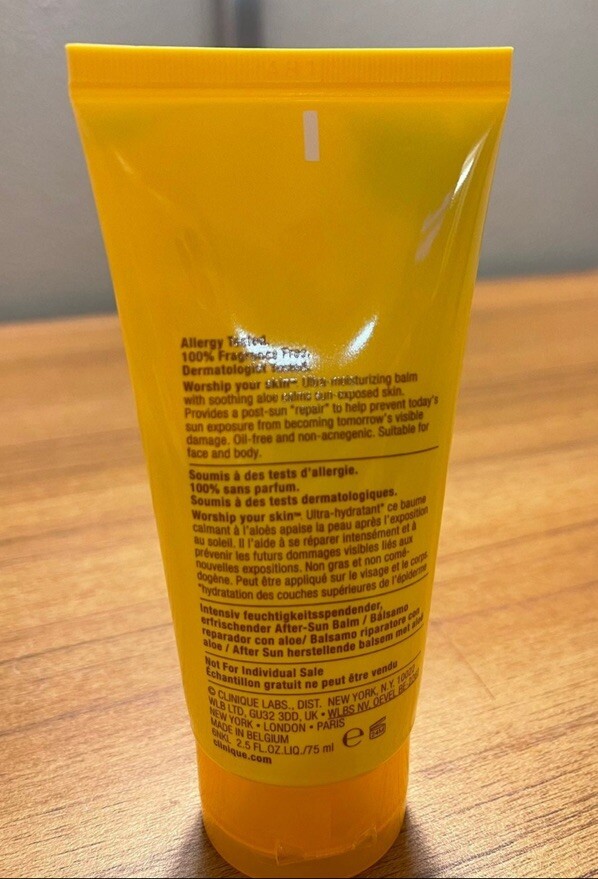 Allergy Tested.
100% Fragrance Free.
Dermatologist Tested.
Worship your skin™ Ultra-moisturizing balm
with soothing aloe calms sun-exposed skin.
Provides a post-sun "repair" to help prevent today's
sun exposure from becoming tomorrow's visible
damage. Oil-free and non-acnegenic. Suitable for
face and body.
Soumis à des tests d'allergie.
100% sans parfum.
Soumis à des tests dermatologiques.
Worship your skin™ Ultra-hydratant* ce baume
calmant à l'aloès apaise la peau après l'exposition
au soleil. Il l'aide à se réparer intensément et à
prévenir les futurs dommages visibles liés aux
nouvelles expositions. Non gras et non comé-
dogène. Peut être appliqué sur le visage et le corps.
*hydratation des couches supérieures de l'épiderme
Intensiv feuchtigkeitsspendender,
erfrischender After-Sun Balm / Bálsamo
reparador con aloe/ Balsamo riparatore con
aloe / After Sun herstellende balsem met aloë
Not For Individual Sale
Échantillon gratuit ne peut être vendu
© CLINIQUE LABS., DIST. NEW YORK, N.Y. 10022
WLB LTD, GU32 3DD, UK • WLBS NV, OEVEL
NEW YORK • LONDON • PARIS
MADE IN BELGIUM
6NKL 2.5 FL.OZ.LIQ./75 ml e 24M
clinique.com